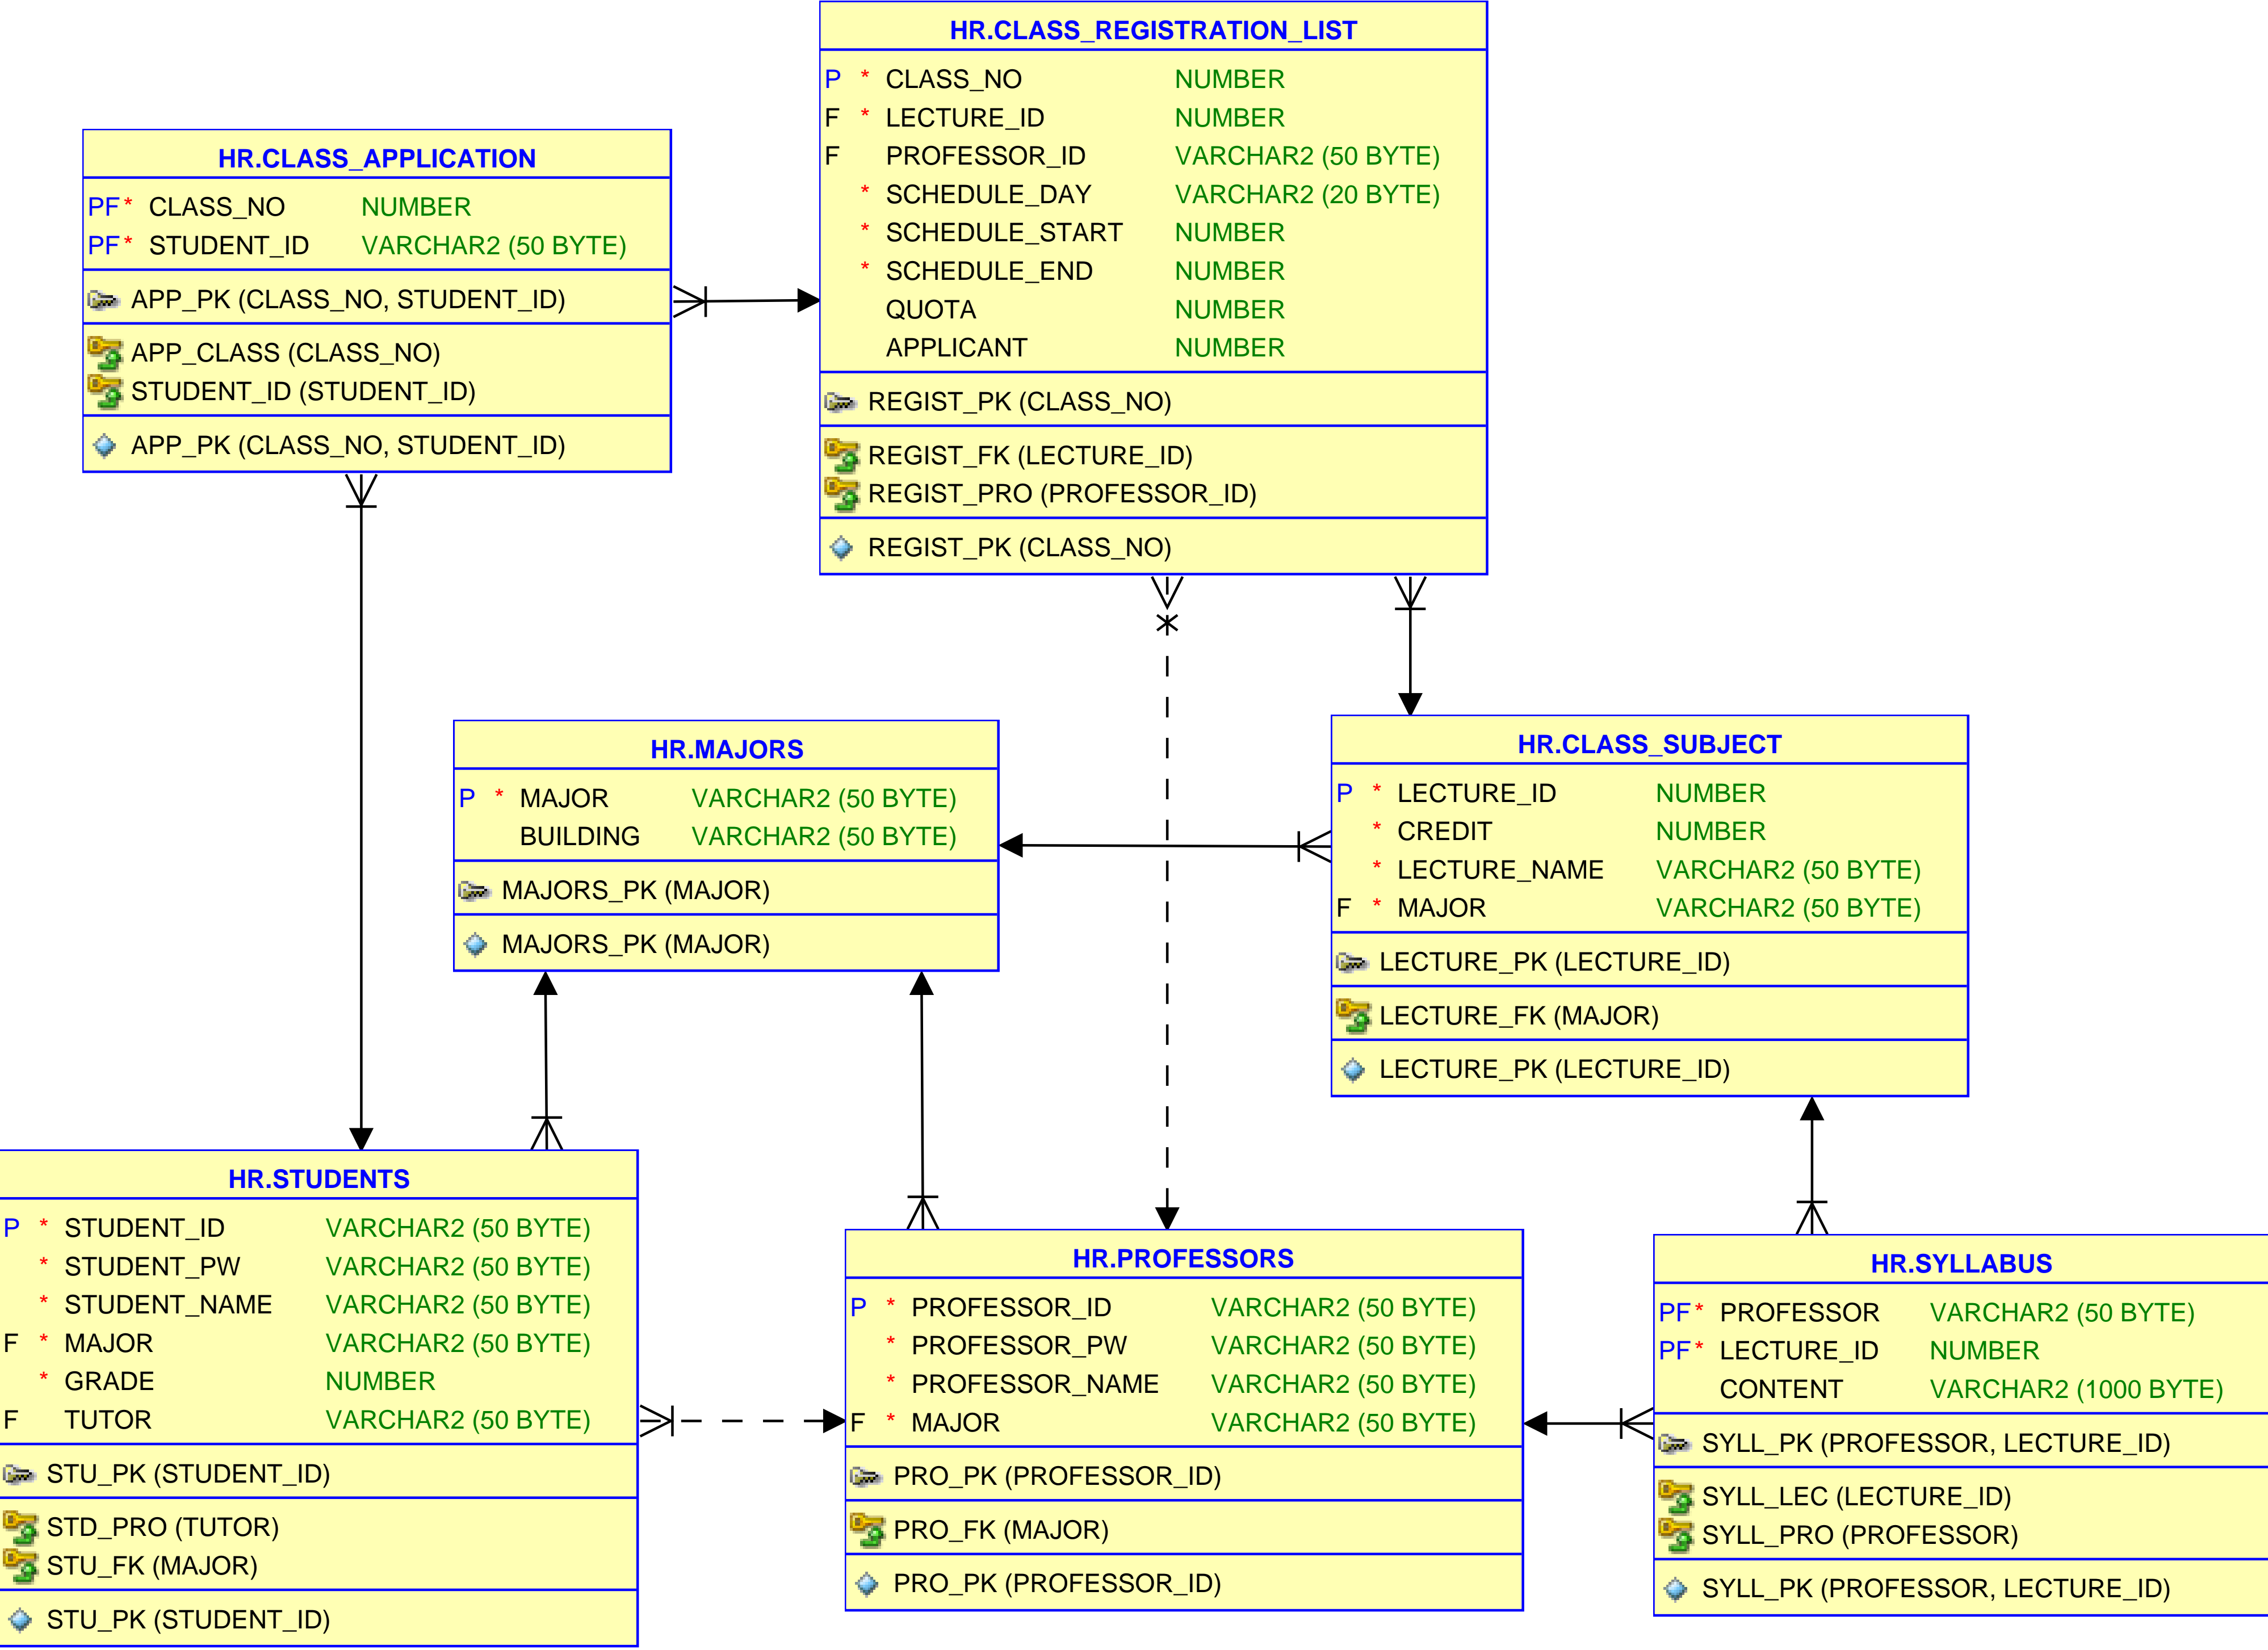 HR.CLASS_REGISTRATION_LIST
P * CLASS_NO NUMBER
F * LECTURE_ID NUMBER
F PROFESSOR_ID VARCHAR2 (50 BYTE)
* SCHEDULE_DAY VARCHAR2 (20 BYTE)
* SCHEDULE_START NUMBER
* SCHEDULE_END NUMBER
QUOTA NUMBER
APPLICANT NUMBER
REGIST_PK (CLASS_NO)
REGIST_FK (LECTURE_ID)
REGIST_PRO (PROFESSOR_ID)
REGIST_PK (CLASS_NO)
HR.CLASS_APPLICATION
PF * CLASS_NO NUMBER
PF * STUDENT_ID VARCHAR2 (50 BYTE)
APP_PK (CLASS_NO, STUDENT_ID)
APP_CLASS (CLASS_NO)
STUDENT_ID (STUDENT_ID)
APP_PK (CLASS_NO, STUDENT_ID)
HR.MAJORS
P * MAJOR VARCHAR2 (50 BYTE)
BUILDING VARCHAR2 (50 BYTE)
MAJORS_PK (MAJOR)
MAJORS_PK (MAJOR)
HR.CLASS_SUBJECT
P * LECTURE_ID NUMBER
* CREDIT NUMBER
* LECTURE_NAME VARCHAR2 (50 BYTE)
F * MAJOR VARCHAR2 (50 BYTE)
LECTURE_PK (LECTURE_ID)
LECTURE_FK (MAJOR)
LECTURE_PK (LECTURE_ID)
HR.STUDENTS
P * STUDENT_ID VARCHAR2 (50 BYTE)
* STUDENT_PW VARCHAR2 (50 BYTE)
* STUDENT_NAME VARCHAR2 (50 BYTE)
F * MAJOR VARCHAR2 (50 BYTE)
* GRADE NUMBER
F TUTOR VARCHAR2 (50 BYTE)
STU_PK (STUDENT_ID)
STD_PRO (TUTOR)
STU_FK (MAJOR)
STU_PK (STUDENT_ID)
HR.PROFESSORS
P * PROFESSOR_ID VARCHAR2 (50 BYTE)
* PROFESSOR_PW VARCHAR2 (50 BYTE)
* PROFESSOR_NAME VARCHAR2 (50 BYTE)
F * MAJOR VARCHAR2 (50 BYTE)
PRO_PK (PROFESSOR_ID)
PRO_FK (MAJOR)
PRO_PK (PROFESSOR_ID)
HR.SYLLABUS
PF * PROFESSOR VARCHAR2 (50 BYTE)
PF * LECTURE_ID NUMBER
CONTENT VARCHAR2 (1000 BYTE)
SYLL_PK (PROFESSOR, LECTURE_ID)
SYLL_LEC (LECTURE_ID)
SYLL_PRO (PROFESSOR)
SYLL_PK (PROFESSOR, LECTURE_ID)